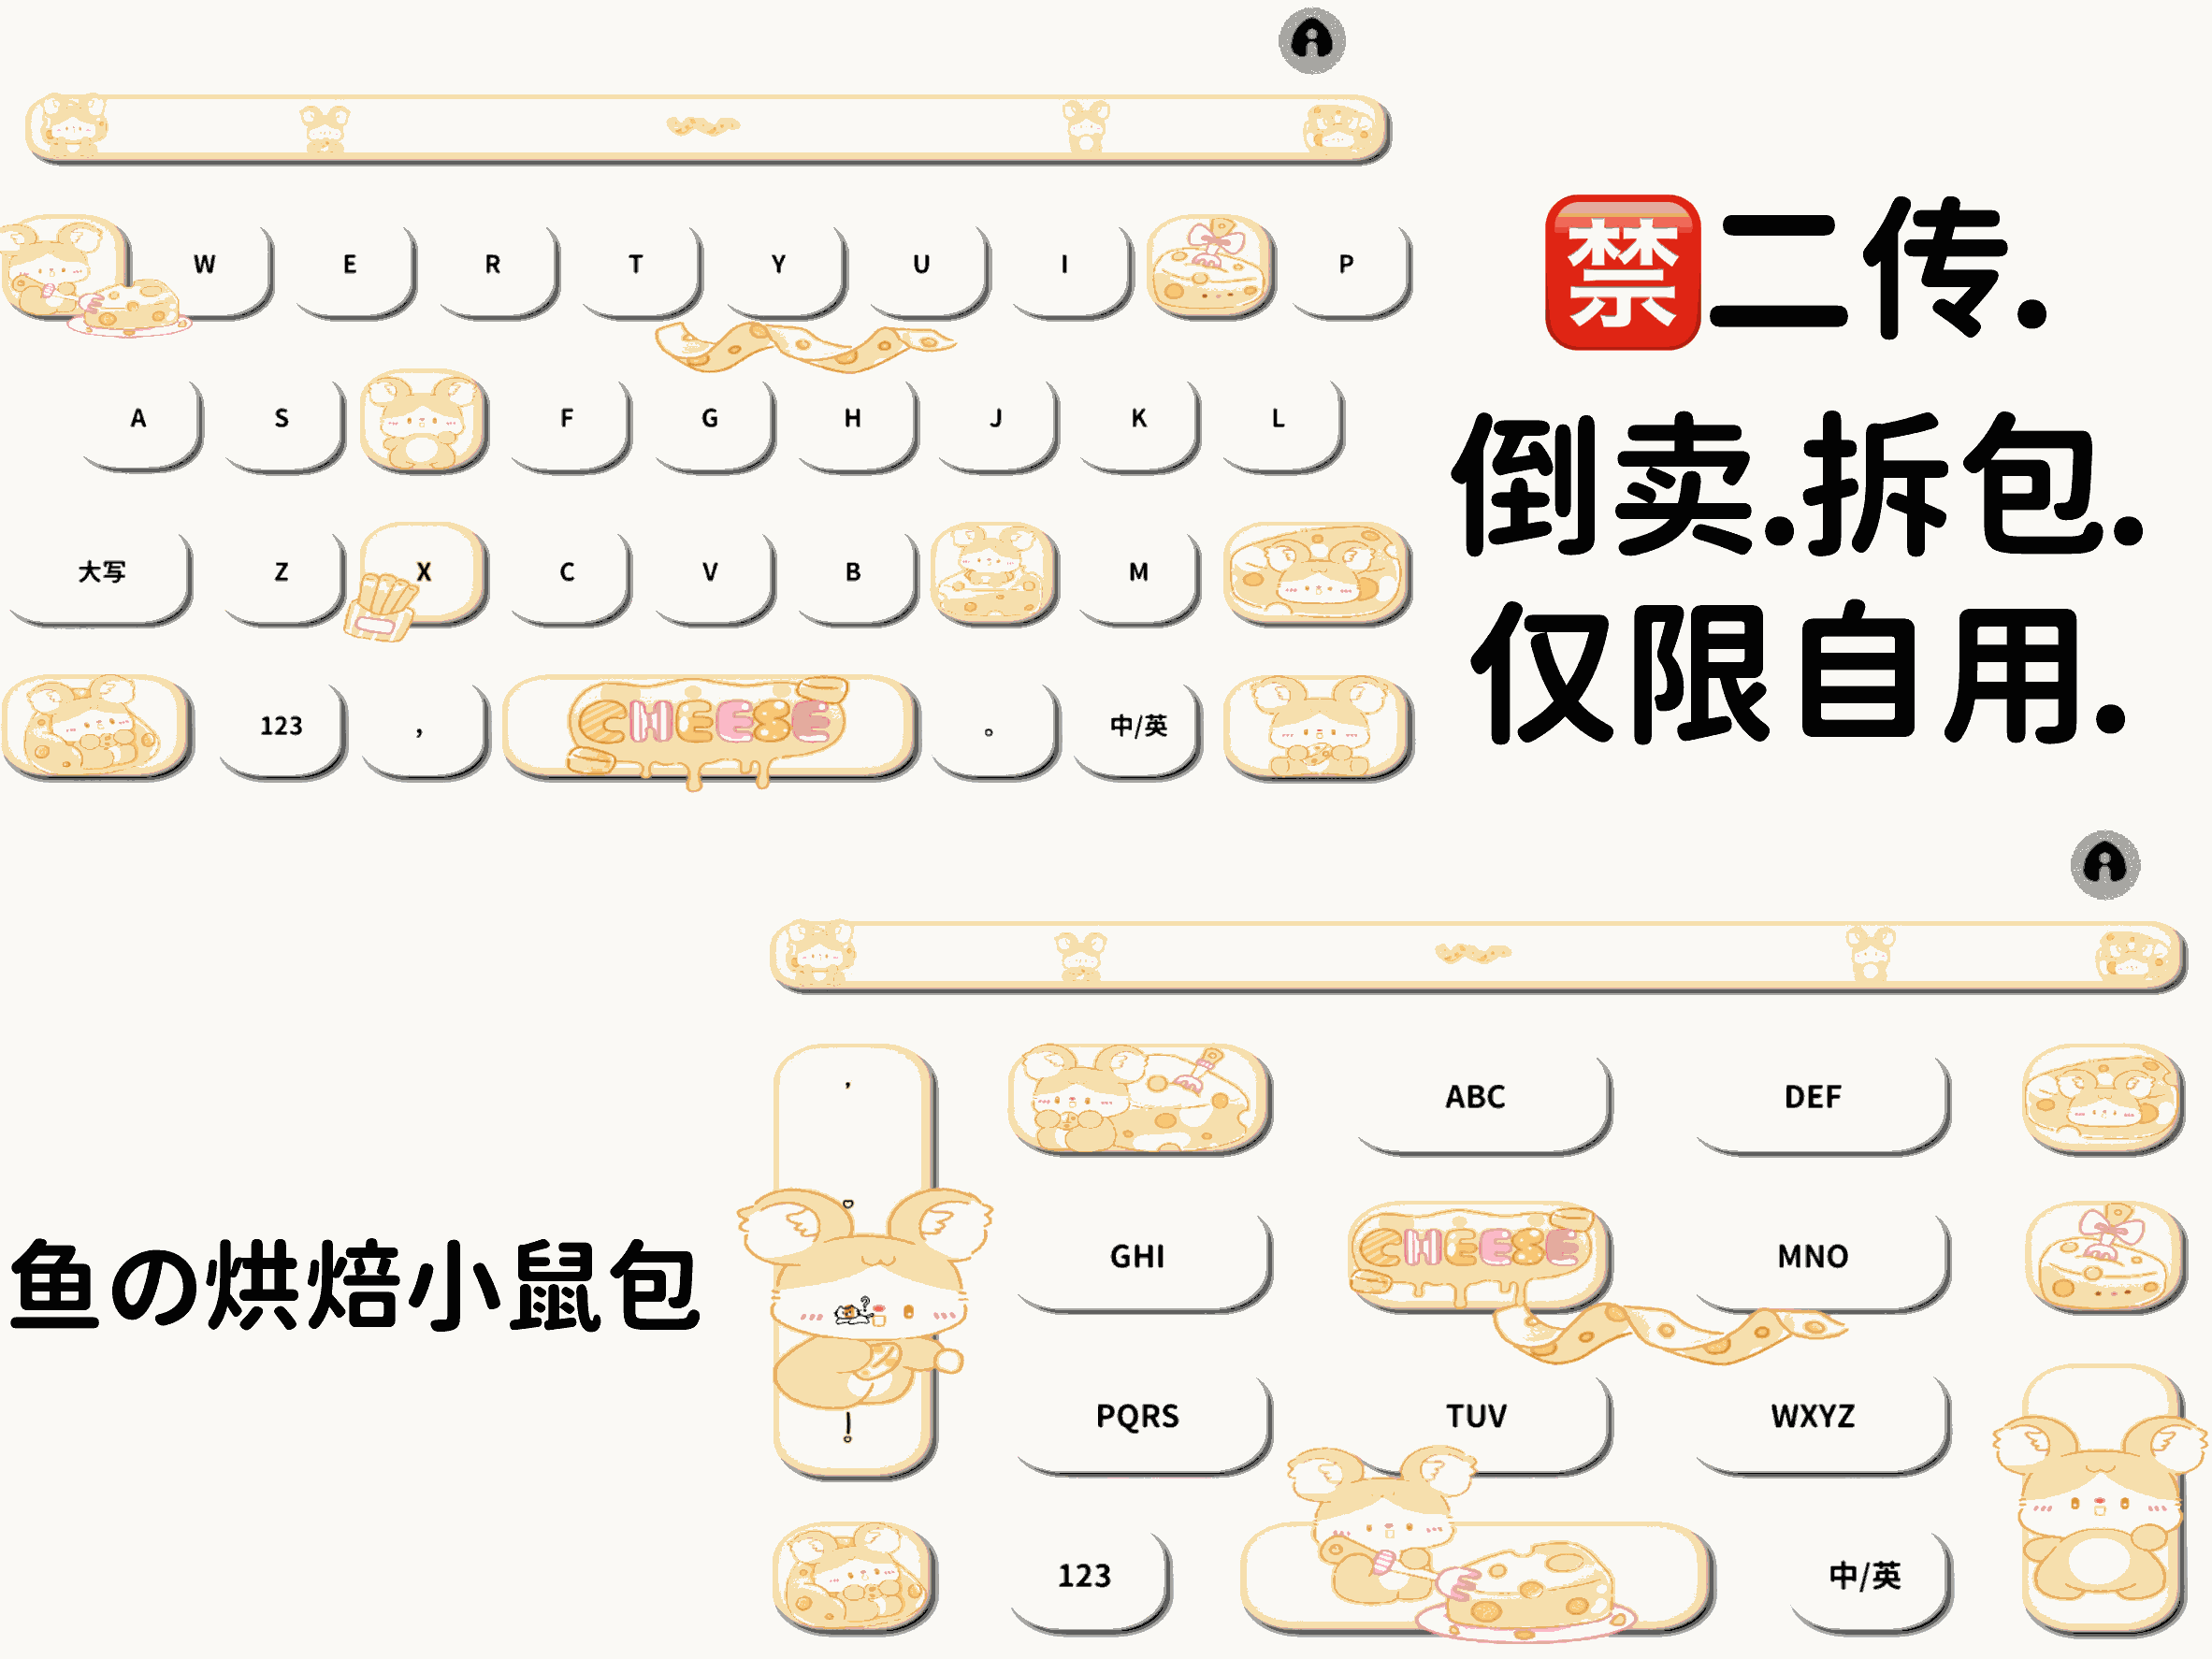 W E R T Y U I P
🈲二传.
A S F G H J K L
倒卖.拆包.
大写 Z X C V B M
仅限自用.
123 , CHEESE 。 中/英
,
ABC DEF
GHI CHEESE MNO
鱼の烘焙小鼠包
?
!
PQRS TUV WXYZ
123 中/英